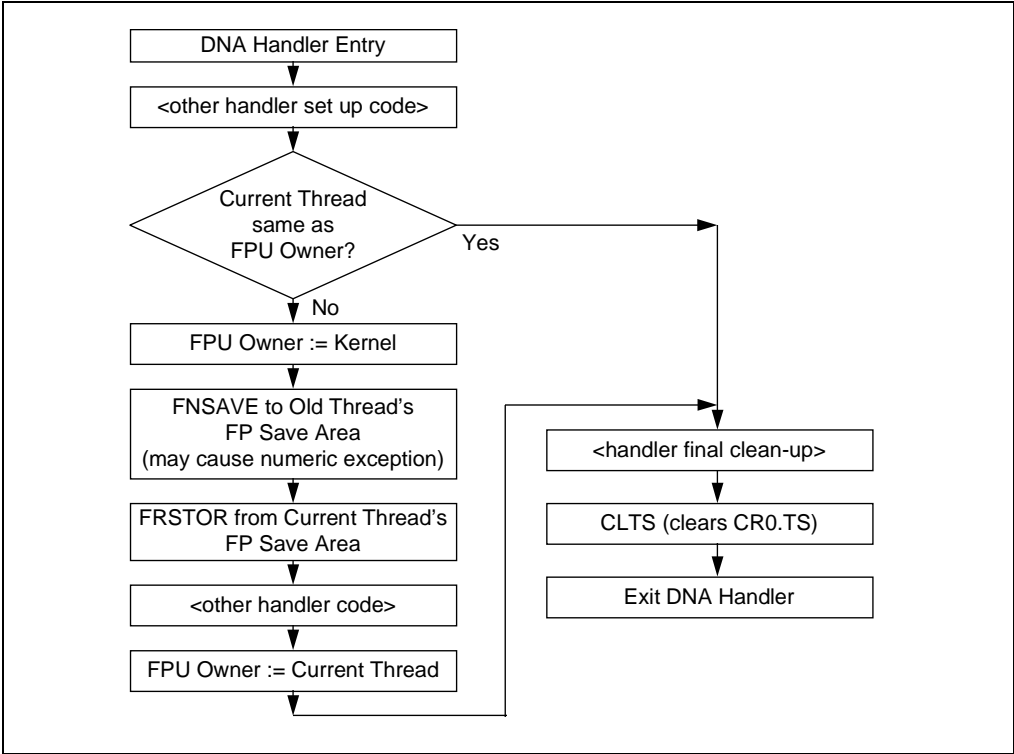 DNA Handler Entry
<other handler set up code>
Current Thread
same as
FPU Owner?
Yes
No
FPU Owner := Kernel
FNSAVE to Old Thread's
FP Save Area
(may cause numeric exception)
FRSTOR from Current Thread's
FP Save Area
<other handler code>
FPU Owner := Current Thread
<handler final clean-up>
CLTS (clears CR0.TS)
Exit DNA Handler